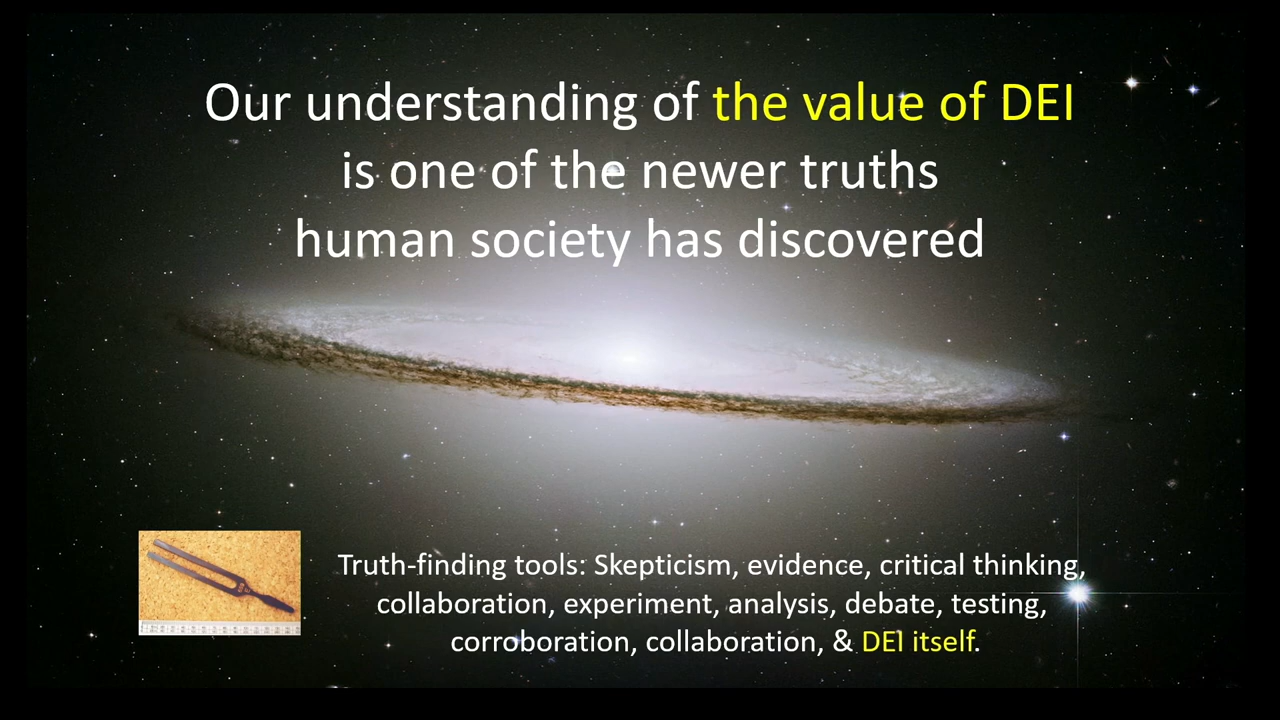 Our understanding of the value of DEI
is one of the newer truths
human society has discovered
Truth-finding tools: Skepticism, evidence, critical thinking,
collaboration, experiment, analysis, debate, testing,
corroboration, collaboration, & DEI itself.